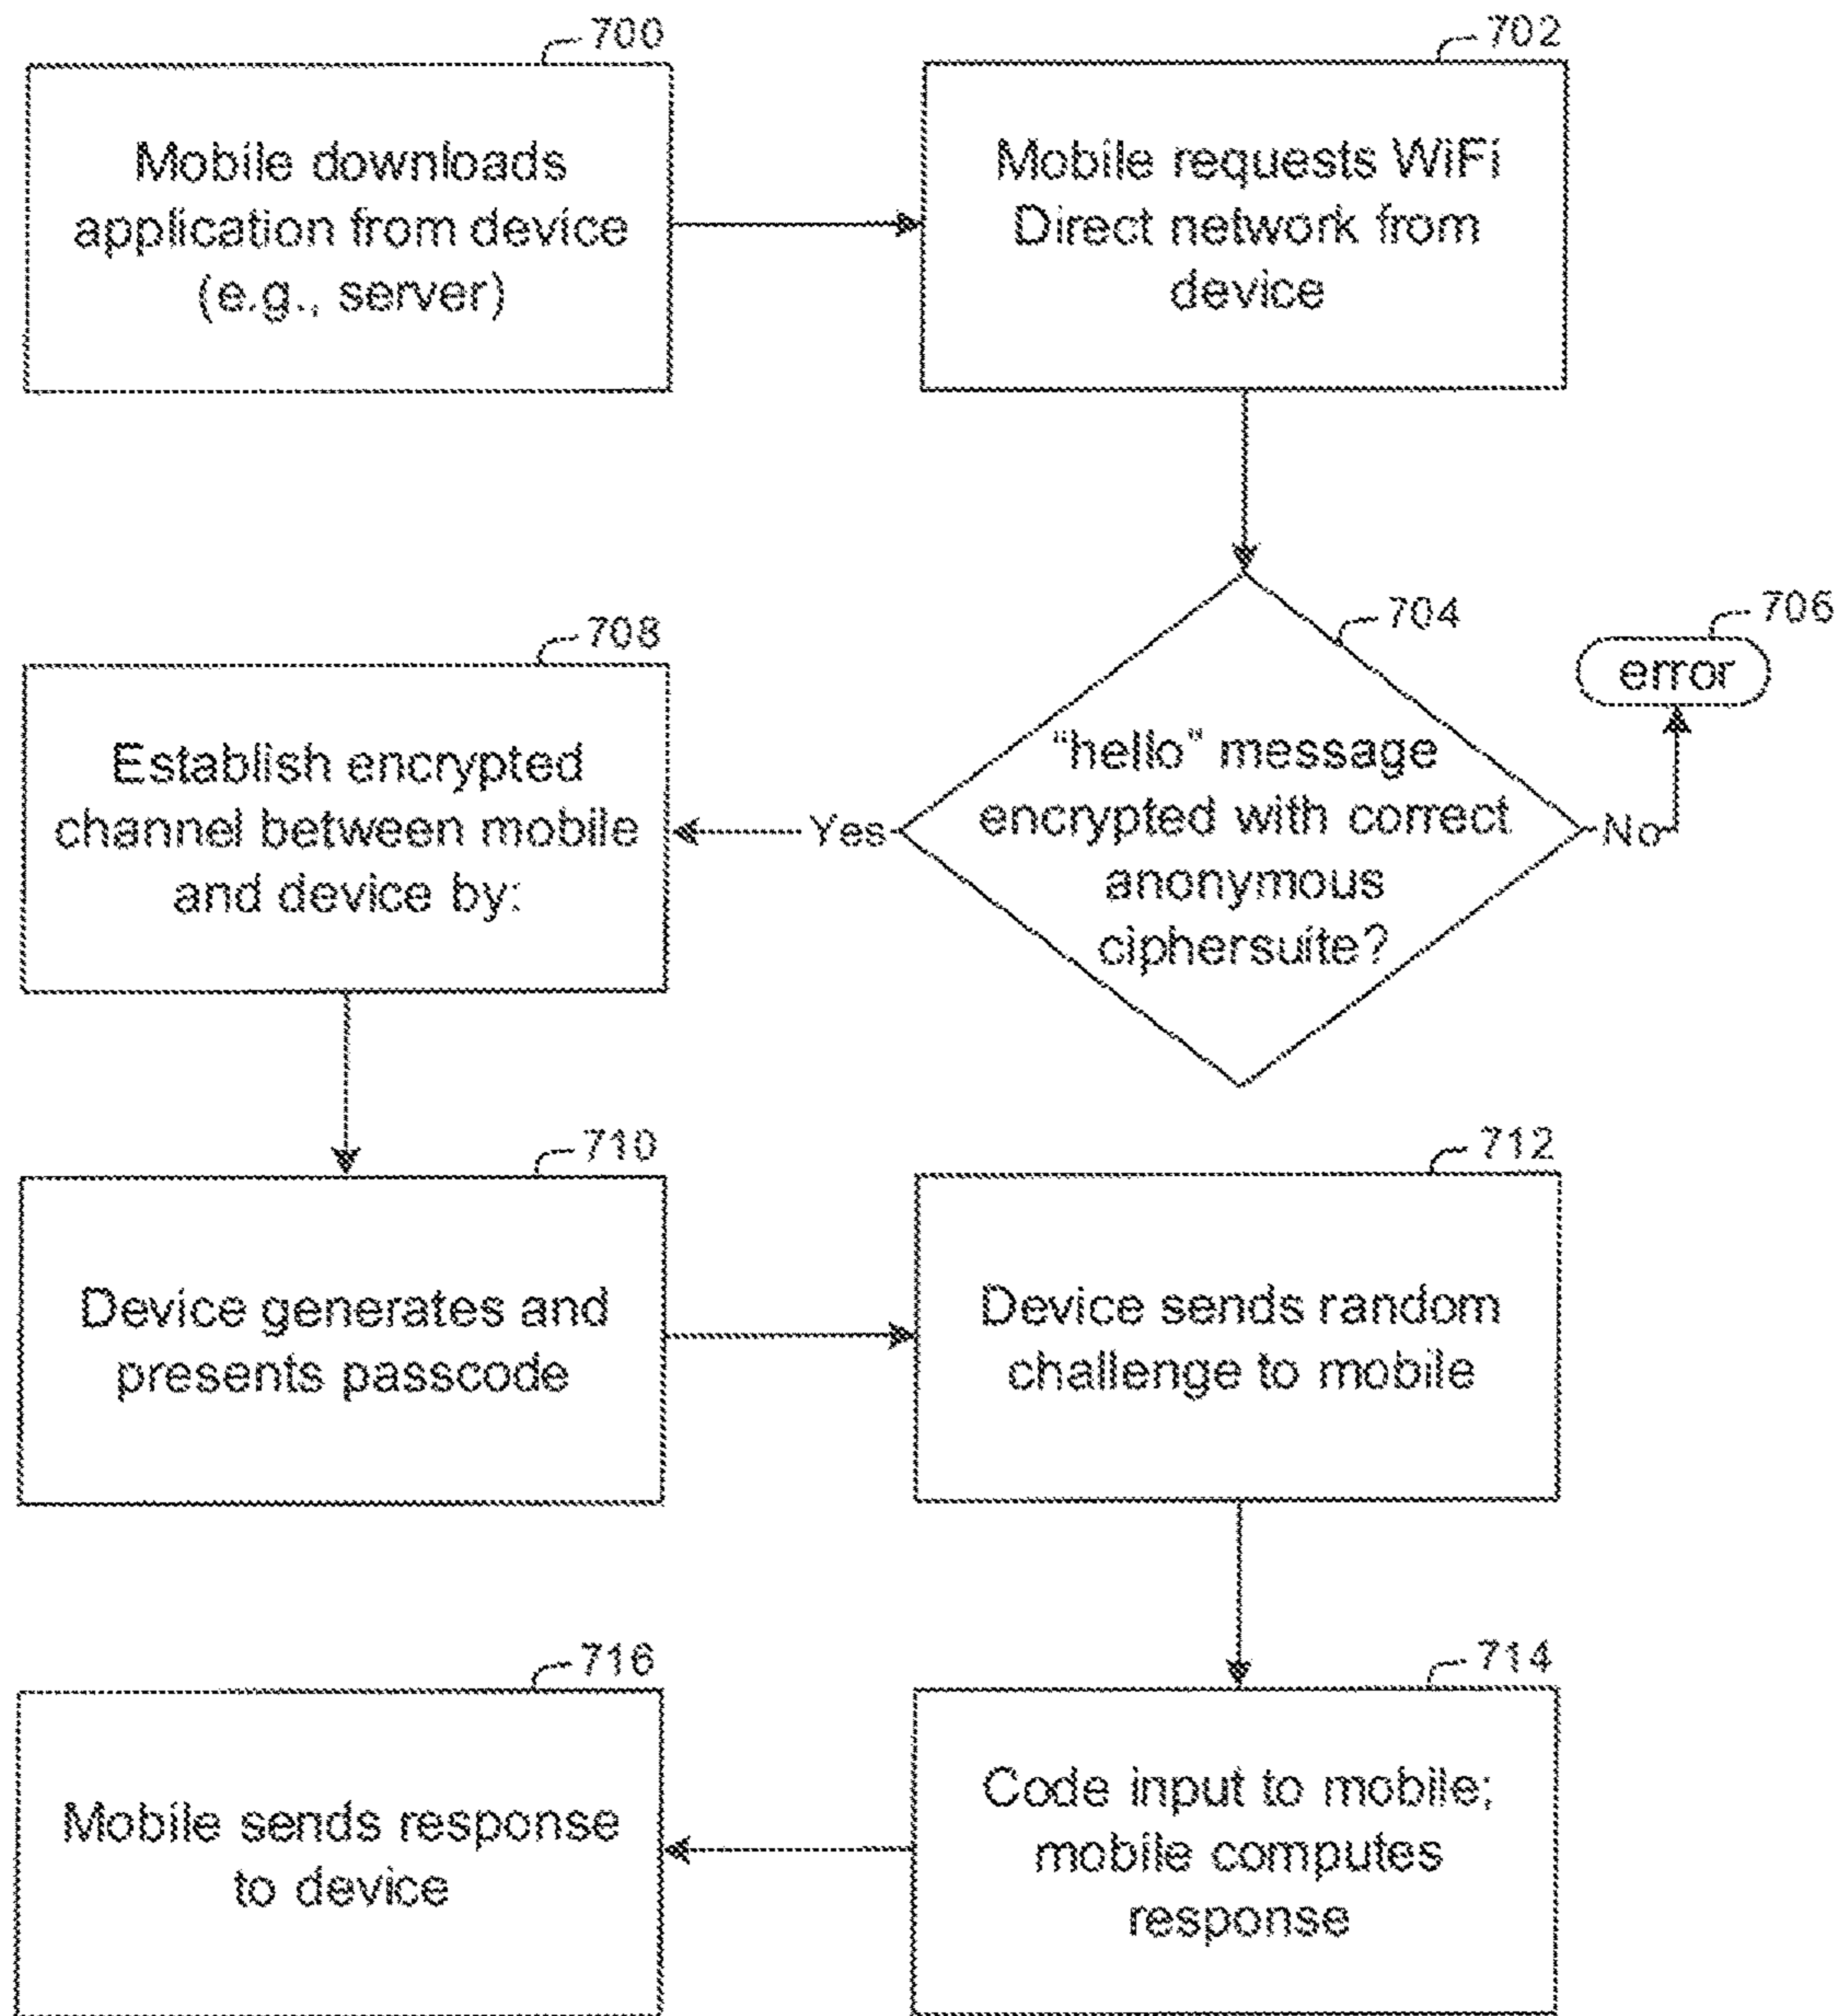 700
Mobile downloads
application from device
(e.g., server)
702
Mobile requests WiFi
Direct network from
device
704
"hello" message
encrypted with correct
anonymous
ciphersuite?
706
error
No
Yes
708
Establish encrypted
channel between mobile
and device by:
710
Device generates and
presents passcode
712
Device sends random
challenge to mobile
714
Code input to mobile;
mobile computes
response
716
Mobile sends response
to device